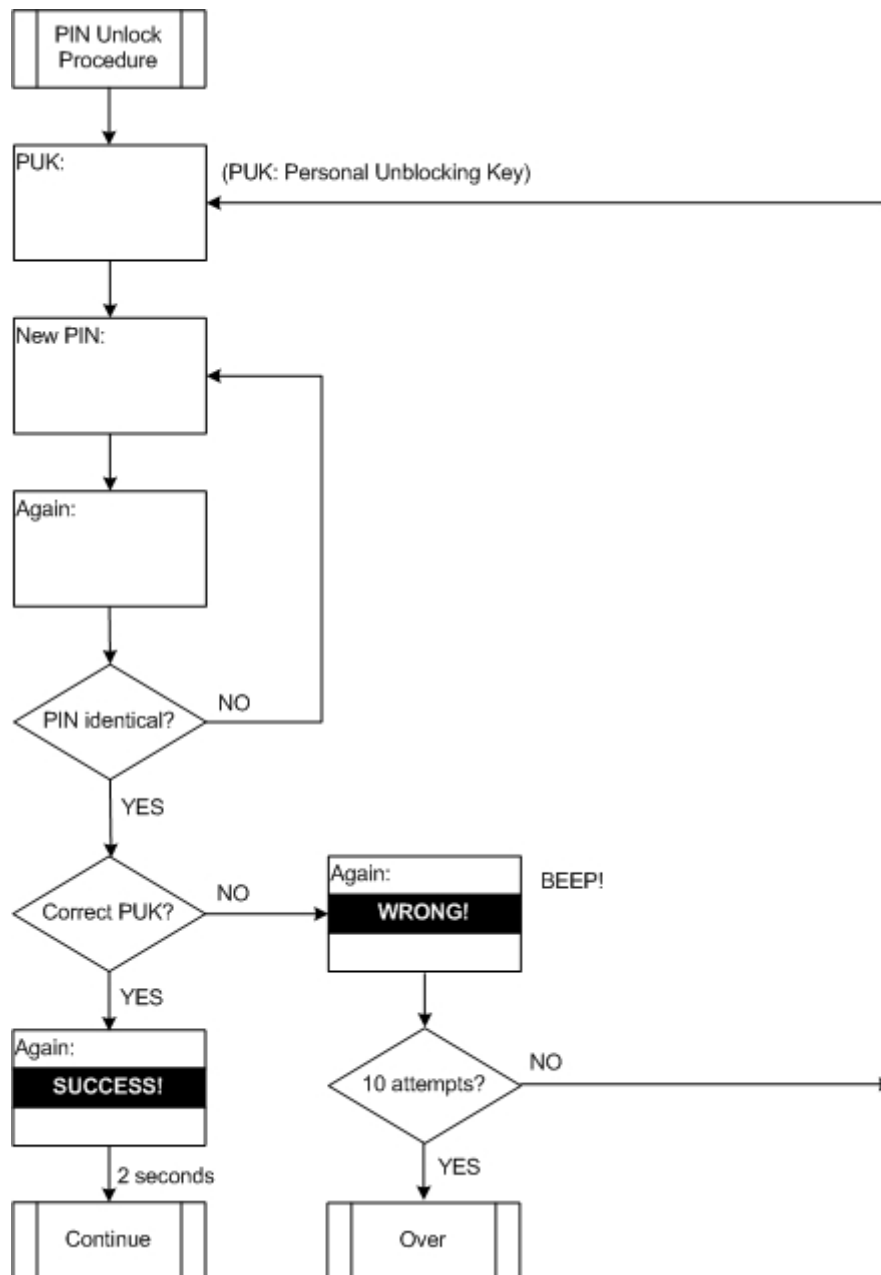 PIN Unlock
Procedure
PUK:
(PUK: Personal Unblocking Key)
New PIN:
Again:
PIN identical?
NO
YES
Correct PUK?
NO
Again:
WRONG!
BEEP!
YES
Again:
SUCCESS!
10 attempts?
NO
2 seconds
YES
Continue
Over